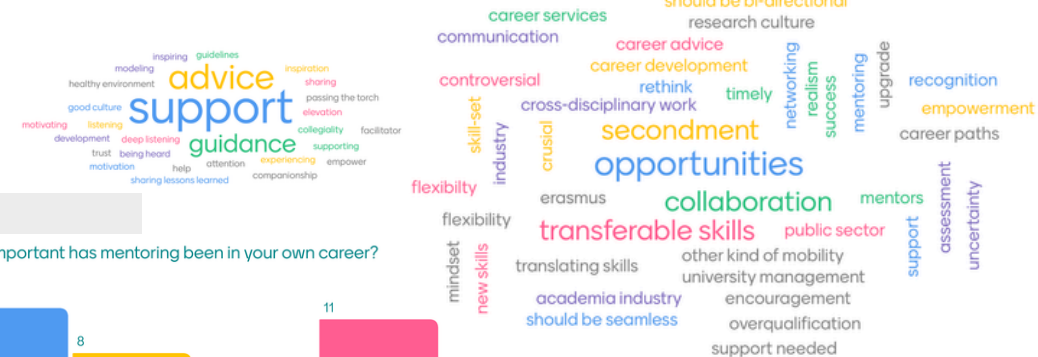 inspiring guidelines
modeling advice inspiration
healthy environment sharing
good culture support passing the torch
elevation
motivating listening collegiality facilitator
development deep listening guidance supporting
trust being heard attention experiencing empower
motivation help companionship
sharing lessons learned
mportant has mentoring been in your own career?
8
11
should be bi-directional
career services
research culture
communication
career advice
career development
controversial
rethink
timely
cross-disciplinary work
networking
realism
success
mentoring
upgrade
recognition
empowerment
career paths
skill-set
industry
crusial
secondment
opportunities
flexibilty
erasmus
collaboration
mentors
flexibility
transferable skills
public sector
support
assessment
uncertainty
mindset
new skills
translating skills
other kind of mobility
university management
academia industry
encouragement
should be seamless
overqualification
support needed